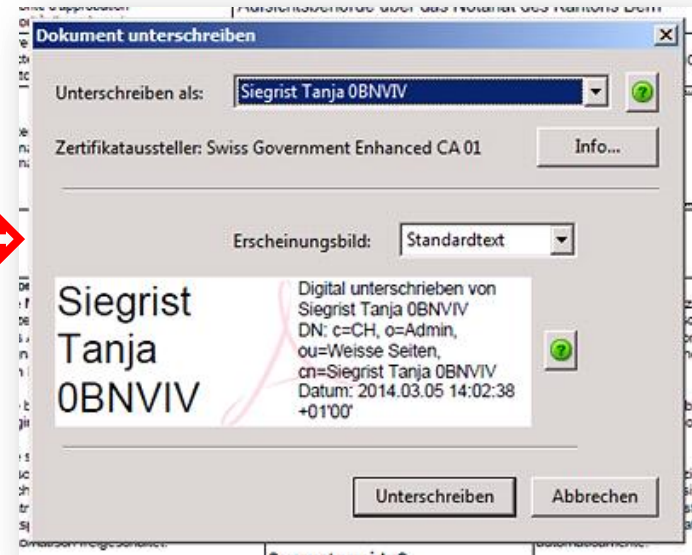 Aufsichtsbehörde über das Notariat des Kantons Bern
Dokument unterschreiben
Unterschreiben als: Siegrist Tanja 0BNVIV
Zertifikataussteller: Swiss Government Enhanced CA 01 Info...
Erscheinungsbild: Standardtext
Siegrist
Tanja
0BNVIV
Digital unterschrieben von
Siegrist Tanja 0BNVIV
DN: c=CH, o=Admin,
ou=Weisse Seiten,
cn=Siegrist Tanja 0BNVIV
Datum: 2014.03.05 14:02:38
+01'00'
Unterschreiben Abbrechen